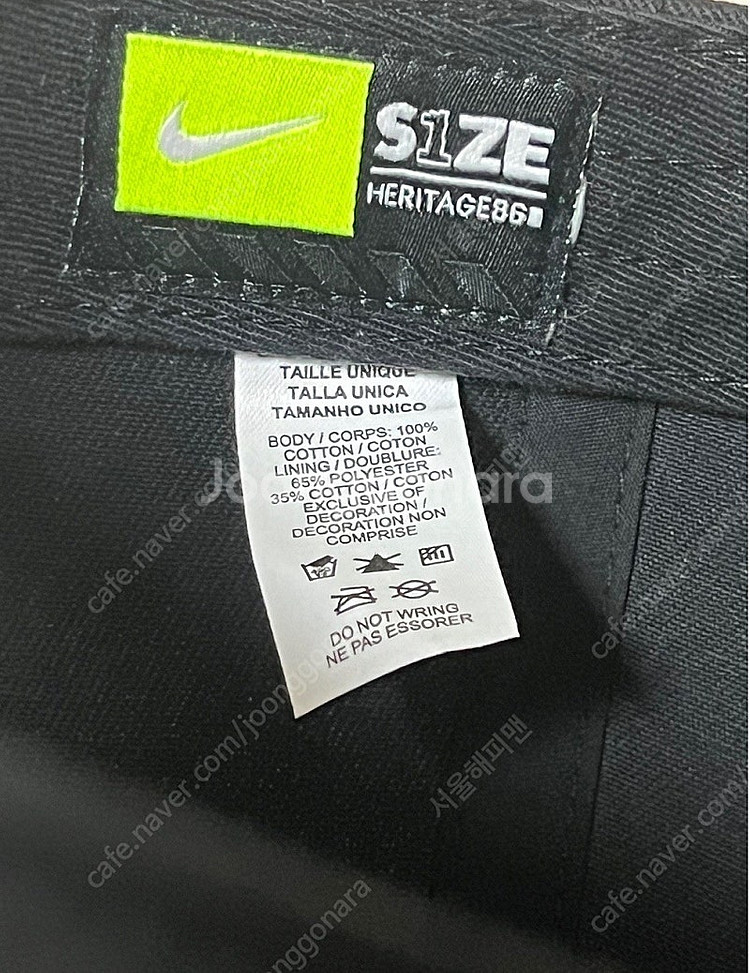 S1ZE
HERITAGE86
TAILLE UNIQUE
TALLA UNICA
TAMANHO UNICO
BODY / CORPS: 100%
COTTON / COTON
LINING / DOUBLURE:
65% POLYESTER
35% COTTON / COTON
EXCLUSIVE OF
DECORATION /
DECORATION NON
COMPRISE
DO NOT WRING
NE PAS ESSORER
Joonggonara
cafe.naver.com/joonggonara
서울해피맨